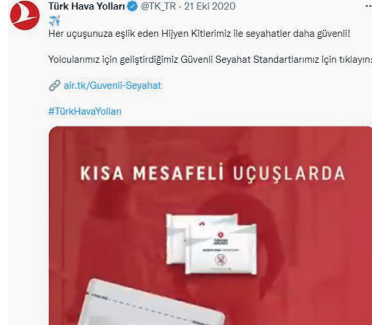 Türk Hava Yolları @TK_TR · 21 Eki 2020
Her uçuşunuza eşlik eden Hijyen Kitlerimiz ile seyahatler daha güvenli!
Yolcularımız için geliştirdiğimiz Güvenli Seyahat Standartlarımız için tıklayın:
air.tk/Guvenli-Seyahat
#TürkHavaYolları
KISA MESAFELİ UÇUŞLARDA